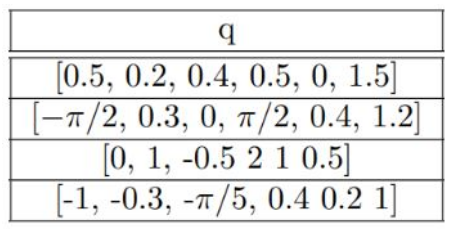 q
[0.5, 0.2, 0.4, 0.5, 0, 1.5]
[−π/2, 0.3, 0, π/2, 0.4, 1.2]
[0, 1, -0.5 2 1 0.5]
[-1, -0.3, -π/5, 0.4 0.2 1]